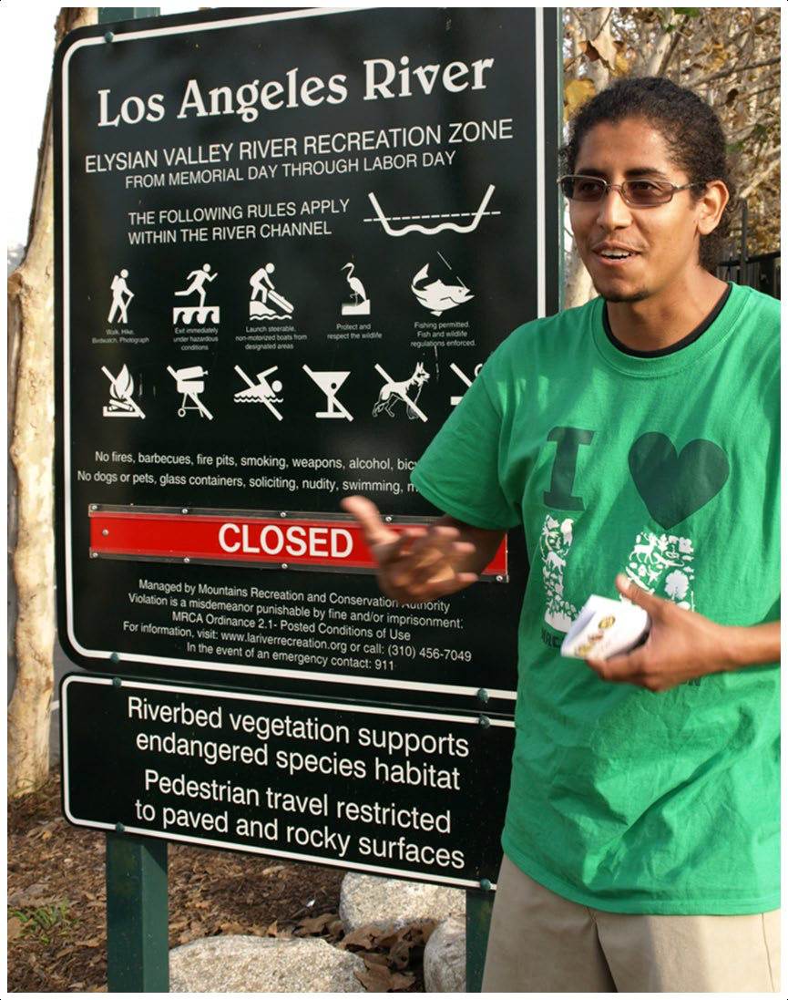 Los Angeles River
ELYSIAN VALLEY RIVER RECREATION ZONE
FROM MEMORIAL DAY THROUGH LABOR DAY
THE FOLLOWING RULES APPLY
WITHIN THE RIVER CHANNEL
Walk, Hike,
Birdwatch, Photograph
Exit immediately
under hazardous
conditions
Launch steerable,
non-motorized boats from
designated areas
Protect and
respect the wildlife
Fishing permitted.
Fish and wildlife
regulations enforced.
No fires, barbecues, fire pits, smoking, weapons, alcohol,
No dogs or pets, glass containers, soliciting, nudity, swimming,
CLOSED
Managed by Mountains Recreation and Conservation Authority
Violation is a misdemeanor punishable by fine and/or imprisonment:
MRCA Ordinance 2.1- Posted Conditions of Use
For information, visit: www.lariverrecreation.org or call: (310) 456-7049
In the event of an emergency contact: 911
Riverbed vegetation supports
endangered species habitat
Pedestrian travel restricted
to paved and rocky surfaces
I
LA